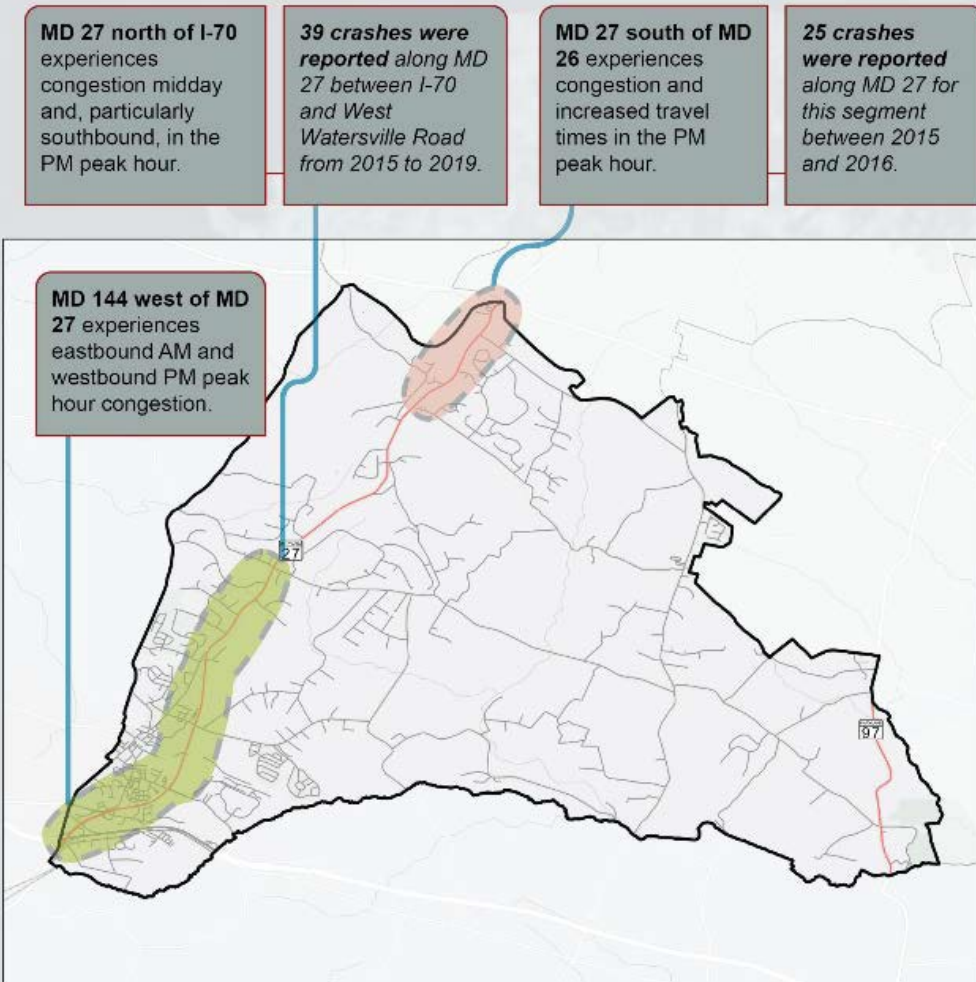 MD 27 north of I-70
experiences
congestion midday
and, particularly
southbound, in the
PM peak hour.
39 crashes were
reported along MD
27 between I-70
and West
Watersville Road
from 2015 to 2019.
MD 27 south of MD
26 experiences
congestion and
increased travel
times in the PM
peak hour.
25 crashes
were reported
along MD 27 for
this segment
between 2015
and 2016.
MD 144 west of MD
27 experiences
eastbound AM and
westbound PM peak
hour congestion.
27
97